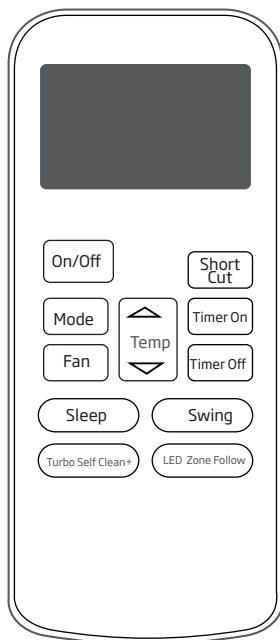 On/Off
Short
Cut
Mode
Temp
Timer On
Fan
Timer Off
Sleep
Swing
Turbo Self Clean+
LED Zone Follow